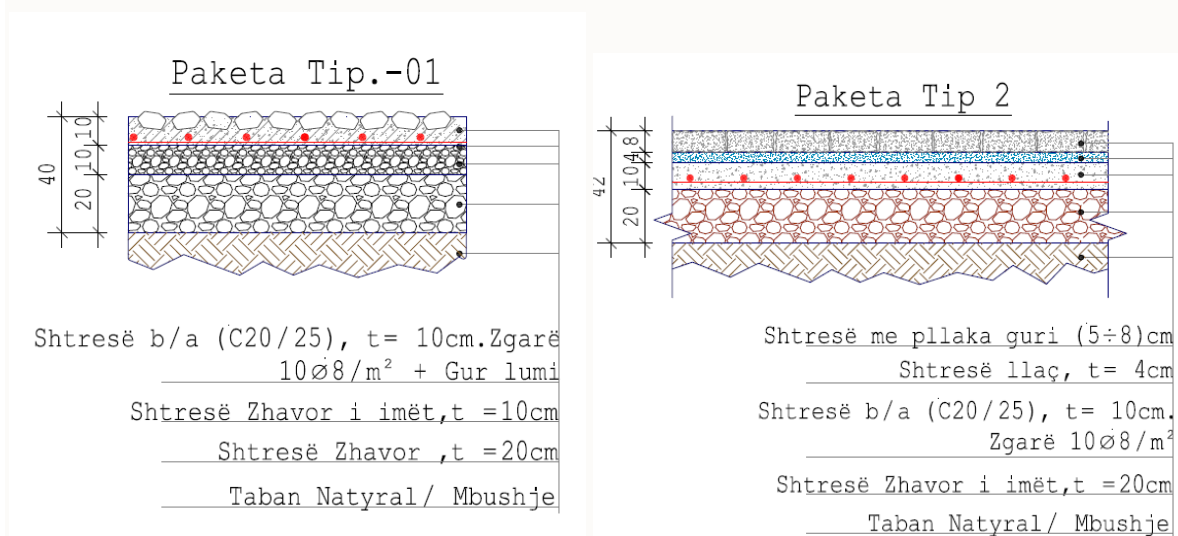 Paketa Tip.-01
10
10
20
40
Shtresë b/a (C20/25), t= 10cm.Zgarë
10ø8/m² + Gur lumi
Shtresë Zhavor i imët,t =10cm
Shtresë Zhavor ,t =20cm
Taban Natyral/ Mbushje
Paketa Tip 2
8
4
10
20
42
Shtresë me pllaka guri (5÷8)cm
Shtresë llaç, t= 4cm
Shtresë b/a (C20/25), t= 10cm.
Zgarë 10ø8/m²
Shtresë Zhavor i imët,t =20cm
Taban Natyral/ Mbushje